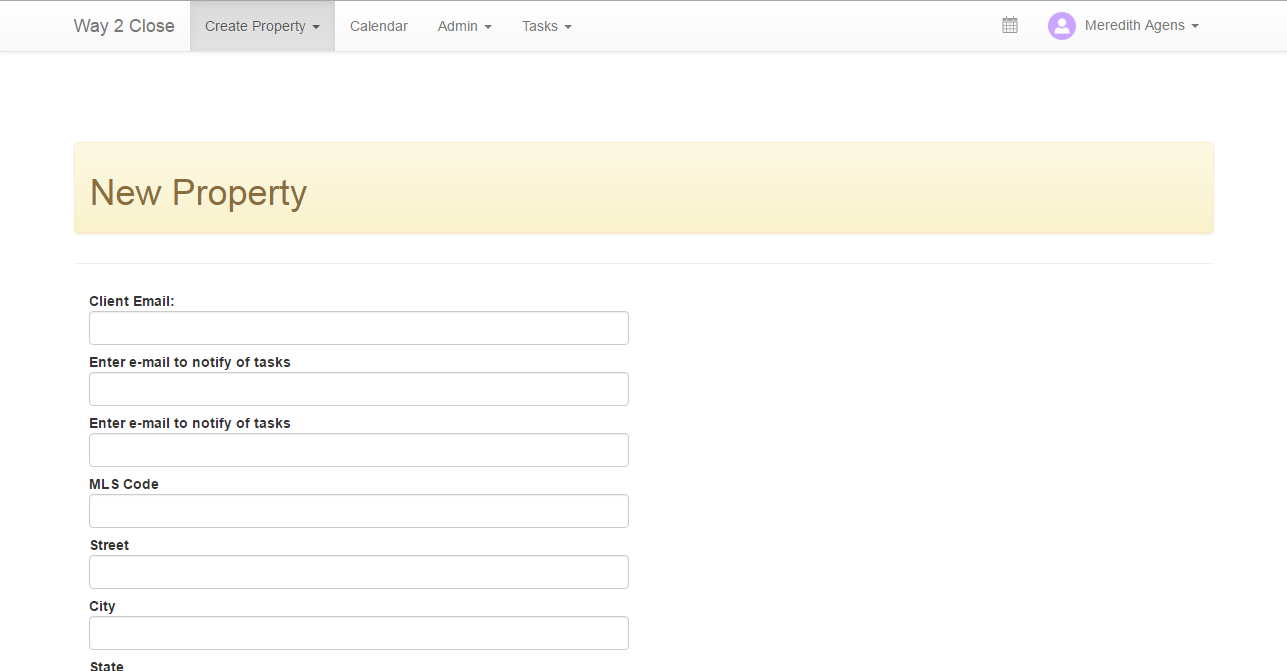 Way 2 Close Create Property Calendar Admin Tasks Meredith Agens
New Property
Client Email:
Enter e-mail to notify of tasks
Enter e-mail to notify of tasks
MLS Code
Street
City
State